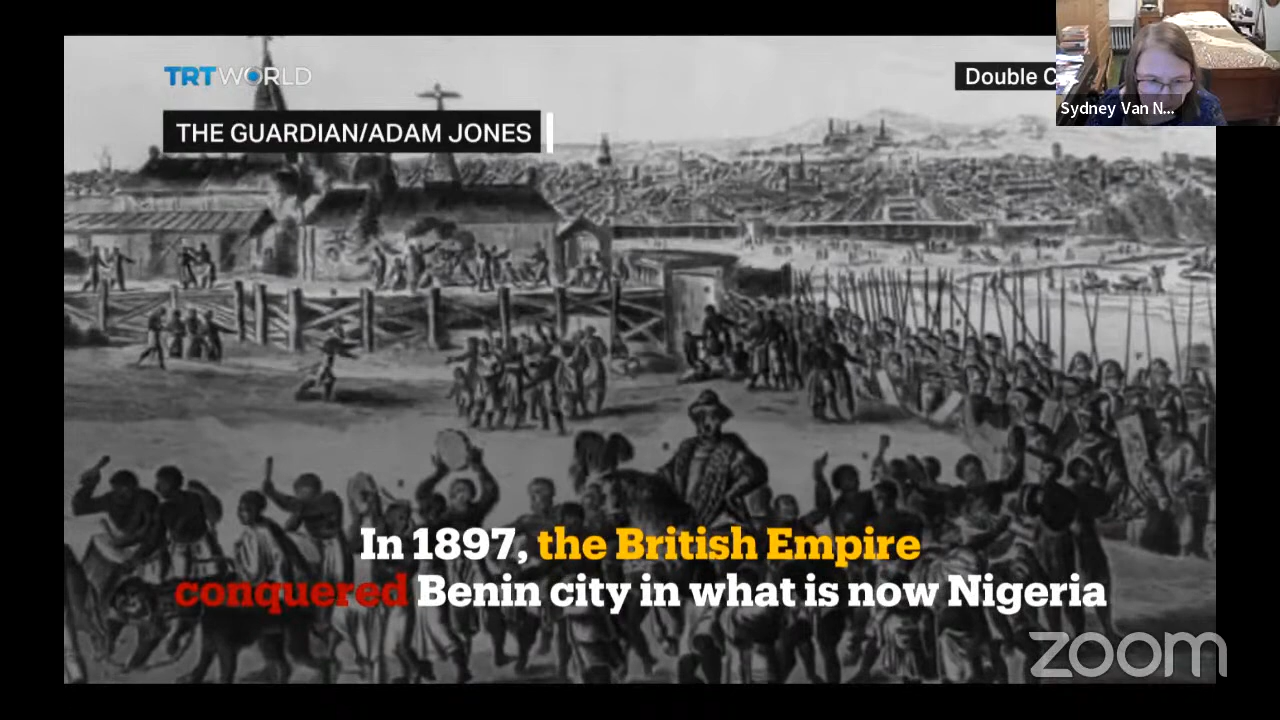 TRT WORLD
Double C
Sydney Van N...
THE GUARDIAN/ADAM JONES
In 1897, the British Empire
conquered Benin city in what is now Nigeria
zoom